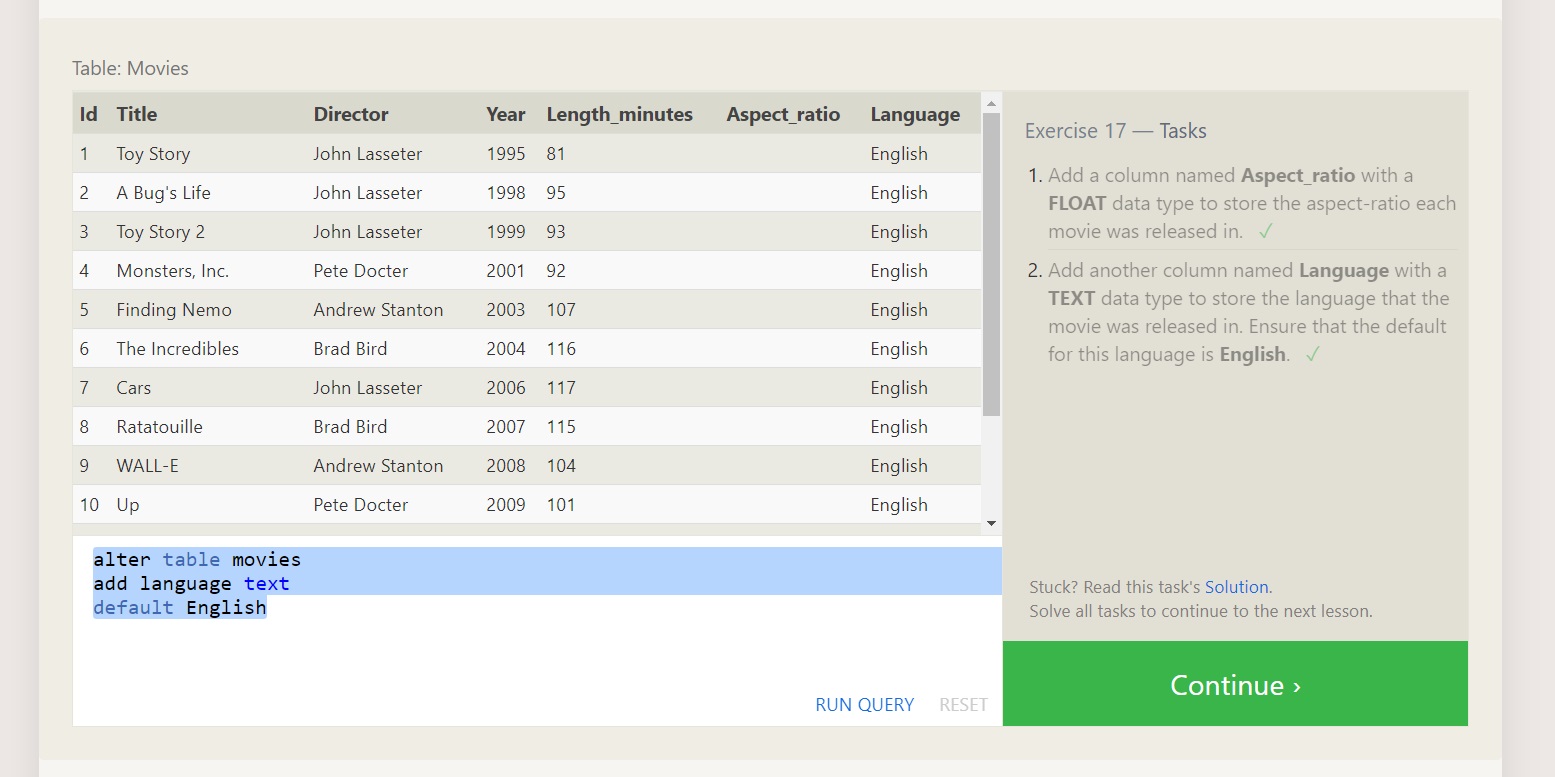 Table: Movies
Id Title Director Year Length_minutes Aspect_ratio Language
1 Toy Story John Lasseter 1995 81 English
2 A Bug's Life John Lasseter 1998 95 English
3 Toy Story 2 John Lasseter 1999 93 English
4 Monsters, Inc. Pete Docter 2001 92 English
5 Finding Nemo Andrew Stanton 2003 107 English
6 The Incredibles Brad Bird 2004 116 English
7 Cars John Lasseter 2006 117 English
8 Ratatouille Brad Bird 2007 115 English
9 WALL-E Andrew Stanton 2008 104 English
10 Up Pete Docter 2009 101 English
alter table movies
add language text
default English
RUN QUERY RESET
Exercise 17 — Tasks
1. Add a column named Aspect_ratio with a
FLOAT data type to store the aspect-ratio each
movie was released in. ✓
2. Add another column named Language with a
TEXT data type to store the language that the
movie was released in. Ensure that the default
for this language is English. ✓
Stuck? Read this task's Solution.
Solve all tasks to continue to the next lesson.
Continue ›